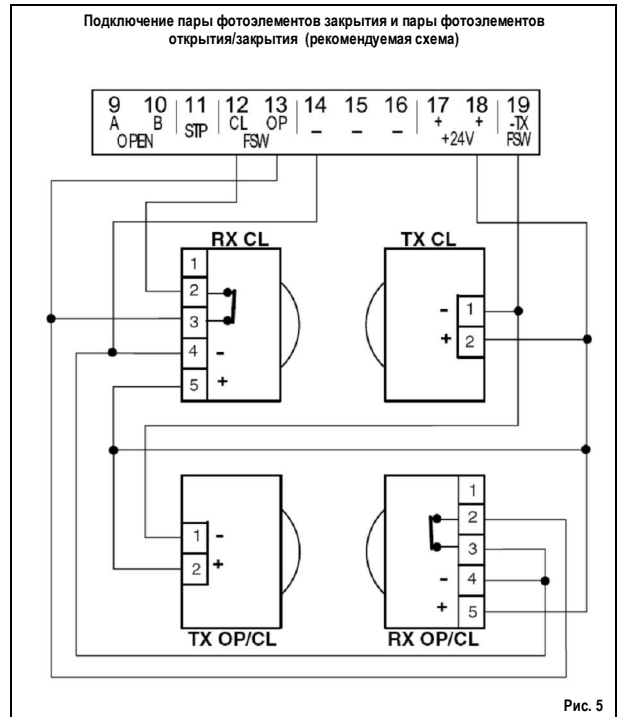 Подключение пары фотоэлементов закрытия и пары фотоэлементов
открытия/закрытия (рекомендуемая схема)
9 10 11 12 13 14 15 16 17 18 19
A B STP CL OP – – – + + -TX
OPEN FSW +24V FSW
RX CL TX CL
1
2
3
4 -
5 +
- 1
+ 2
1 -
2 +
1
2
3
- 4
+ 5
TX OP/CL RX OP/CL
Рис. 5